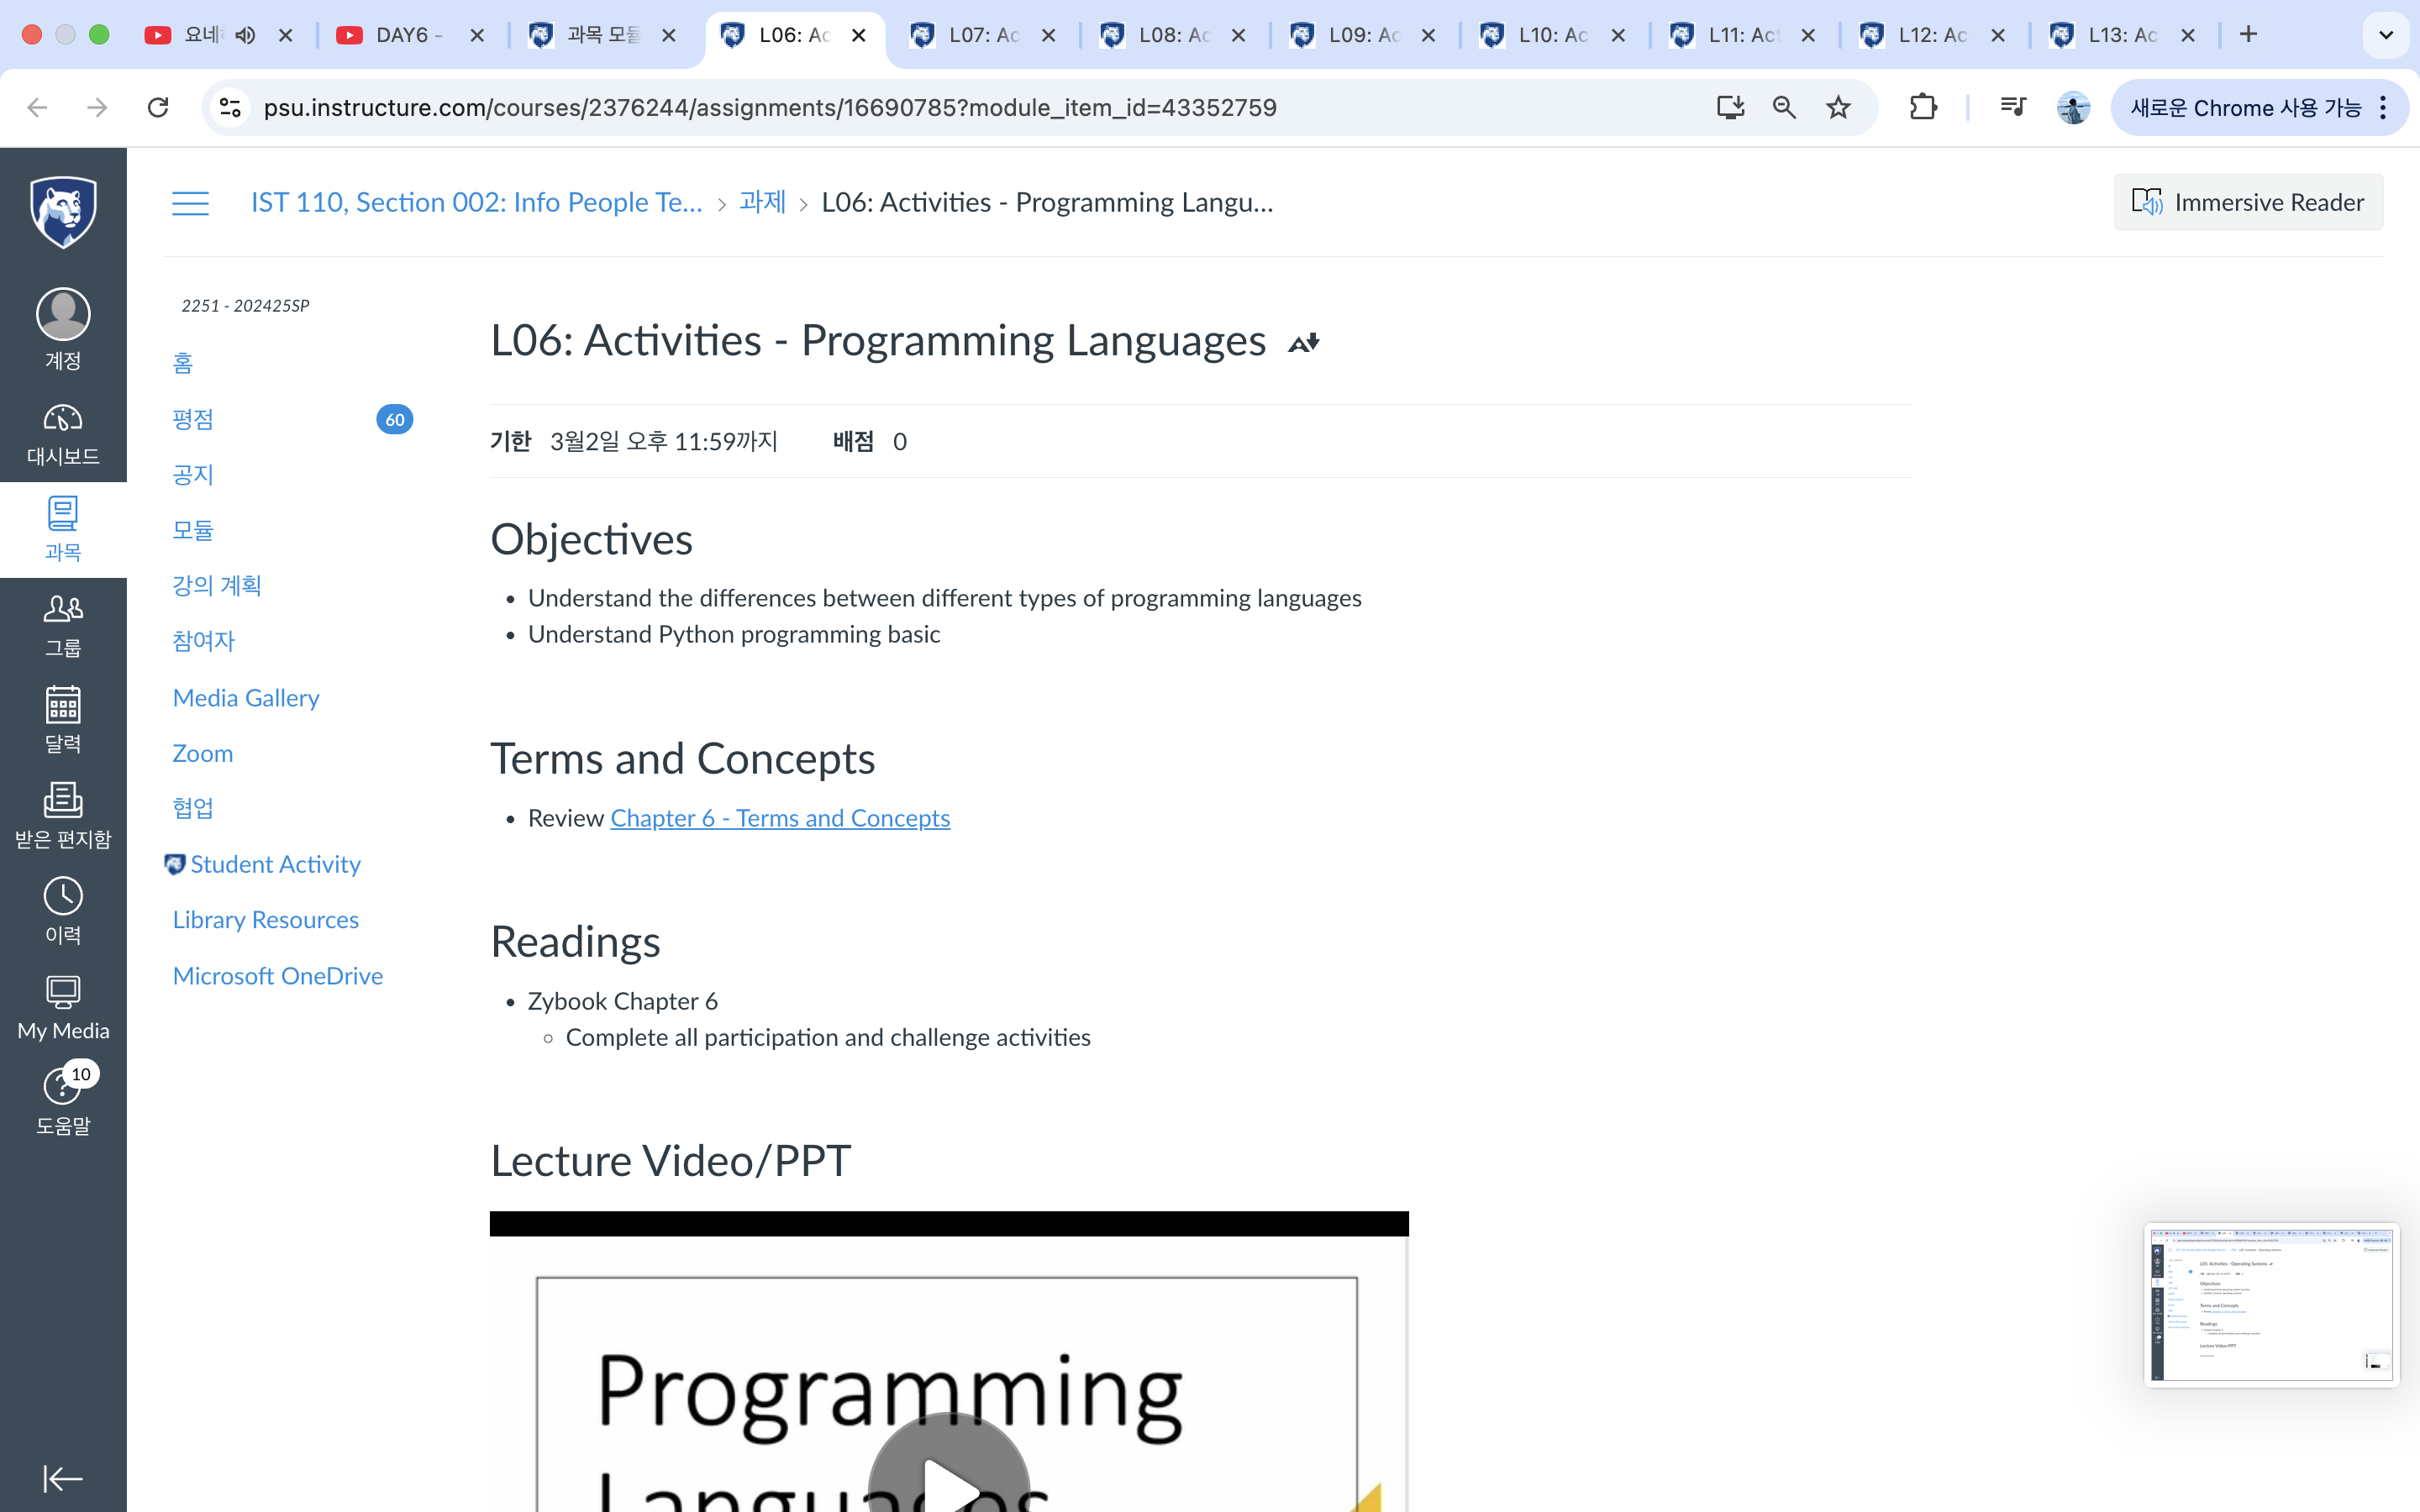 요네
DAY6 -
과목 모듈
L06: Ac
L07: Ac
L08: Ac
L09: Ac
L10: Ac
L11: Act
L12: Ac
L13: Ac
psu.instructure.com/courses/2376244/assignments/16690785?module_item_id=43352759
새로운 Chrome 사용 가능
IST 110, Section 002: Info People Te... › 과제 › L06: Activities - Programming Langu...
Immersive Reader
계정
대시보드
과목
그룹
달력
받은 편지함
이력
My Media
10
도움말
2251 - 202425SP
홈
평점 60
공지
모듈
강의 계획
참여자
Media Gallery
Zoom
협업
Student Activity
Library Resources
Microsoft OneDrive
L06: Activities - Programming Languages
기한 3월2일 오후 11:59까지 배점 0
Objectives
• Understand the differences between different types of programming languages
• Understand Python programming basic
Terms and Concepts
• Review Chapter 6 - Terms and Concepts
Readings
• Zybook Chapter 6
◦ Complete all participation and challenge activities
Lecture Video/PPT
Programming
Languages